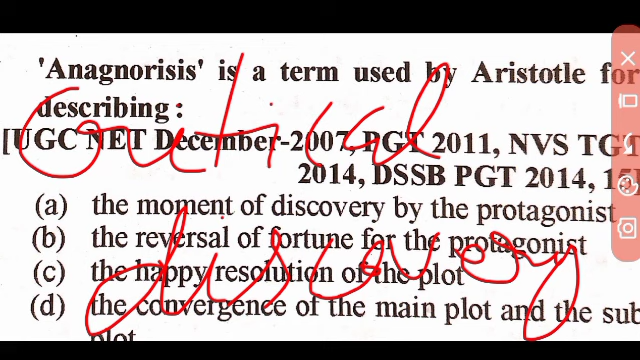 'Anagnorisis' is a term used by Aristotle for
describing:
[UGC NET December-2007, PGT 2011, NVS TGT
2014, DSSB PGT 2014, 15
(a) the moment of discovery by the protagonist
(b) the reversal of fortune for the protagonist
(c) the happy resolution of the plot
(d) the convergence of the main plot and the sub
plot
Critical
discovery